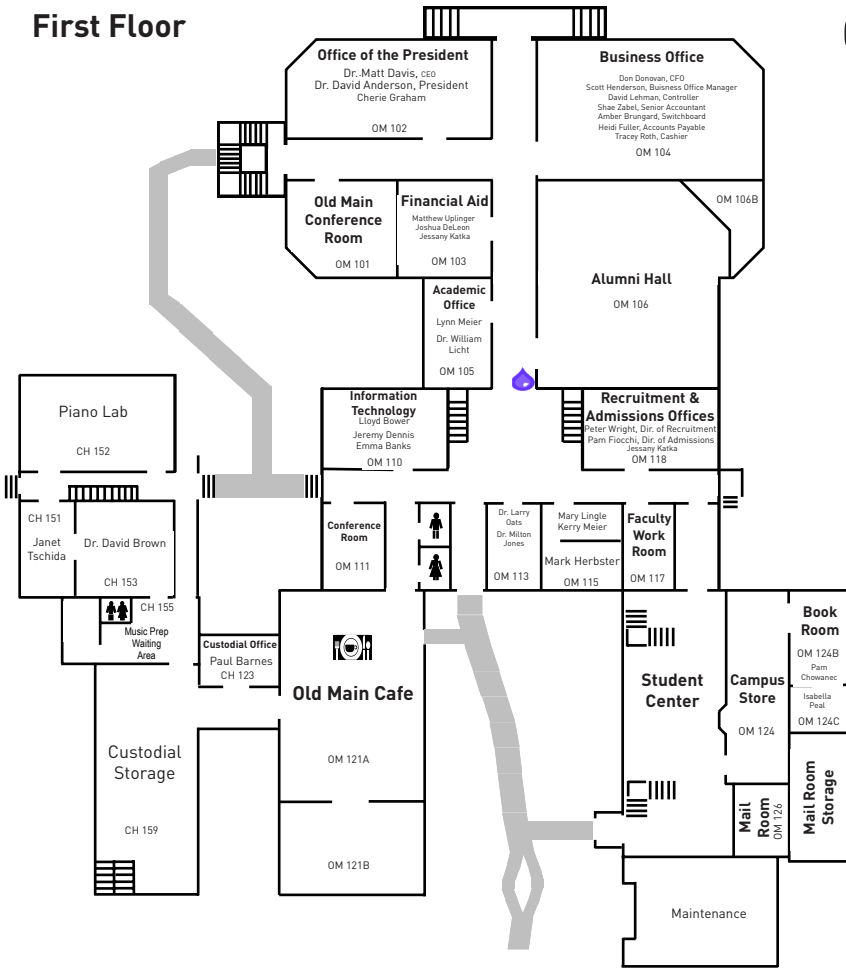 First Floor
Office of the President
Dr. Matt Davis, CEO
Dr. David Anderson, President
Cherie Graham
OM 102
Business Office
Don Donovan, CFO
Scott Henderson, Buisness Office Manager
David Lehman, Controller
Shae Zabel, Senior Accountant
Amber Brungard, Switchboard
Heidi Fuller, Accounts Payable
Tracey Roth, Cashier
OM 104
Old Main
Conference
Room
OM 101
Financial Aid
Matthew Uplinger
Joshua DeLeon
Jessany Katka
OM 103
OM 106B
Alumni Hall
OM 106
Academic
Office
Lynn Meier
Dr. William
Licht
OM 105
Information
Technology
Lloyd Bower
Jeremy Dennis
Emma Banks
OM 110
Recruitment &
Admissions Offices
Peter Wright, Dir. of Recruitment
Pam Fiocchi, Dir. of Admissions
Jessany Katka
OM 118
Piano Lab
CH 152
CH 151
Janet
Tschida
Dr. David Brown
CH 153
Conference
Room
OM 111
Dr. Larry
Oats
Dr. Milton
Jones
OM 113
Mary Lingle
Kerry Meier
Mark Herbster
OM 115
Faculty
Work
Room
OM 117
CH 155
Music Prep
Waiting
Area
Custodial Office
Paul Barnes
CH 123
Old Main Cafe
OM 121A
OM 121B
Custodial
Storage
CH 159
Student
Center
Campus
Store
OM 124
Book
Room
OM 124B
Pam
Chowanec
Isabella
Peal
OM 124C
Mail
Room
OM 126
Mail Room
Storage
Maintenance